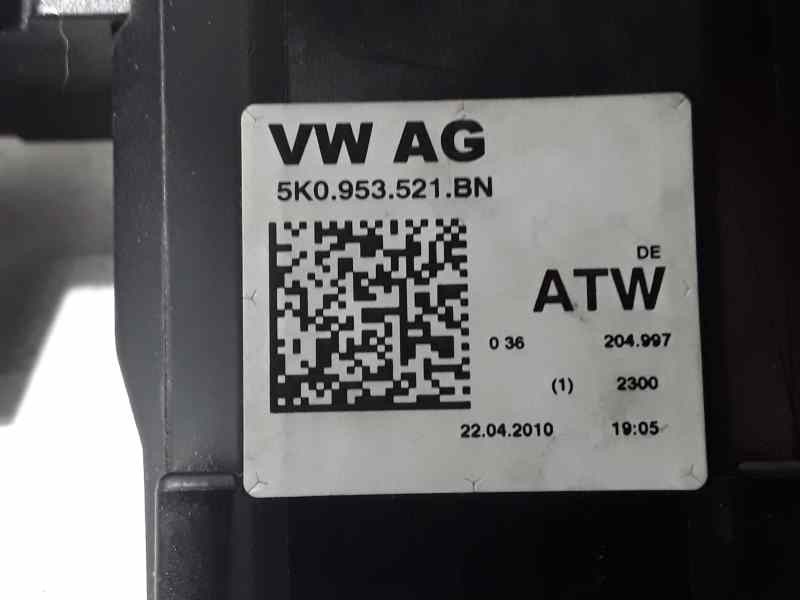 VW AG
5K0.953.521.BN
DE
ATW
0 36 204.997
(1) 2300
22.04.2010 19:05